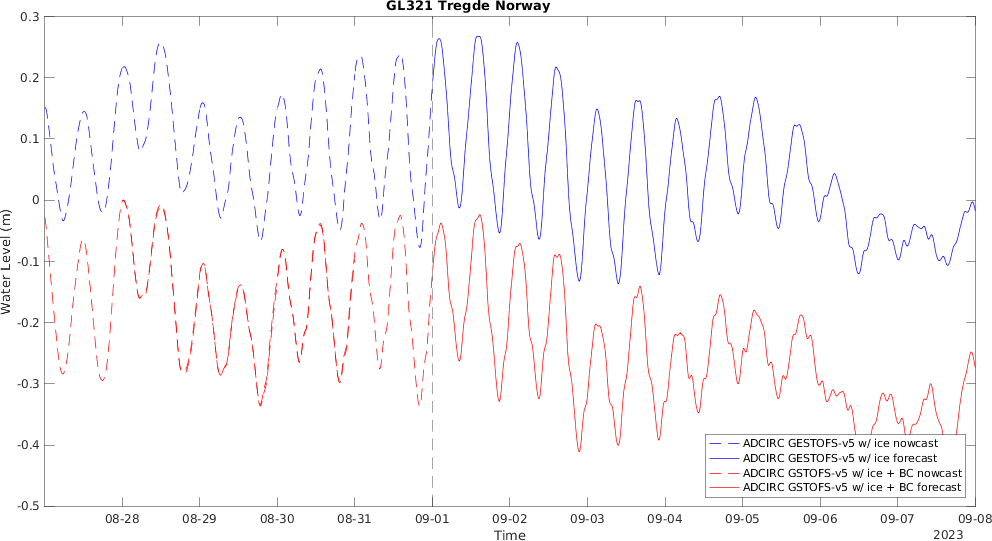 GL321 Tregde Norway
0.3
0.2
0.1
0
-0.1
-0.2
-0.3
-0.4
-0.5
Water Level (m)
ADCIRC GESTOFS-v5 w/ ice nowcast
ADCIRC GESTOFS-v5 w/ ice forecast
ADCIRC GSTOFS-v5 w/ ice + BC nowcast
ADCIRC GSTOFS-v5 w/ ice + BC forecast
08-28 08-29 08-30 08-31 09-01 09-02 09-03 09-04 09-05 09-06 09-07 09-08
Time
2023